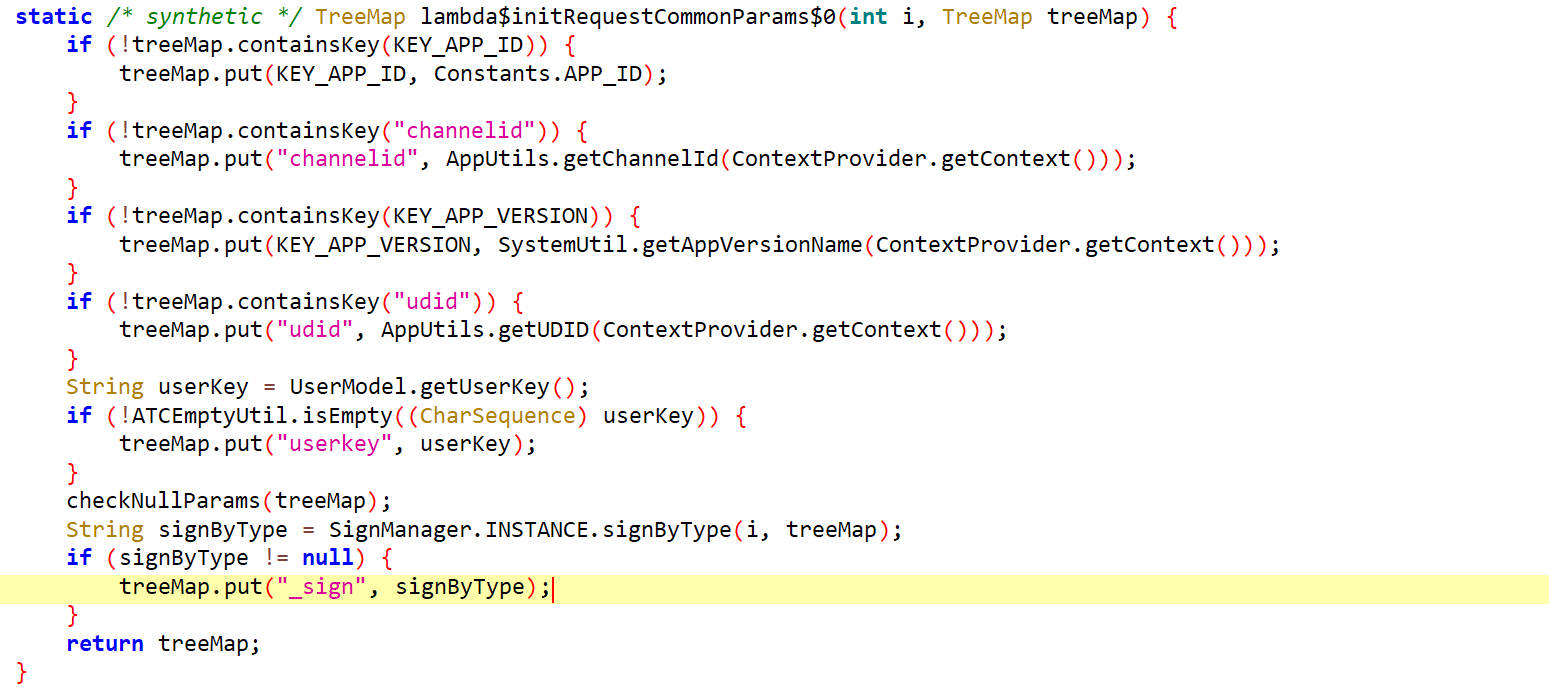 static /* synthetic */ TreeMap lambda$initRequestCommonParams$0(int i, TreeMap treeMap) {
    if (!treeMap.containsKey(KEY_APP_ID)) {
        treeMap.put(KEY_APP_ID, Constants.APP_ID);
    }
    if (!treeMap.containsKey("channelid")) {
        treeMap.put("channelid", AppUtils.getChannelId(ContextProvider.getContext()));
    }
    if (!treeMap.containsKey(KEY_APP_VERSION)) {
        treeMap.put(KEY_APP_VERSION, SystemUtil.getAppVersionName(ContextProvider.getContext()));
    }
    if (!treeMap.containsKey("udid")) {
        treeMap.put("udid", AppUtils.getUDID(ContextProvider.getContext()));
    }
    String userKey = UserModel.getUserKey();
    if (!ATCEmptyUtil.isEmpty((CharSequence) userKey)) {
        treeMap.put("userkey", userKey);
    }
    checkNullParams(treeMap);
    String signByType = SignManager.INSTANCE.signByType(i, treeMap);
    if (signByType != null) {
        treeMap.put("_sign", signByType);
    }
    return treeMap;
}